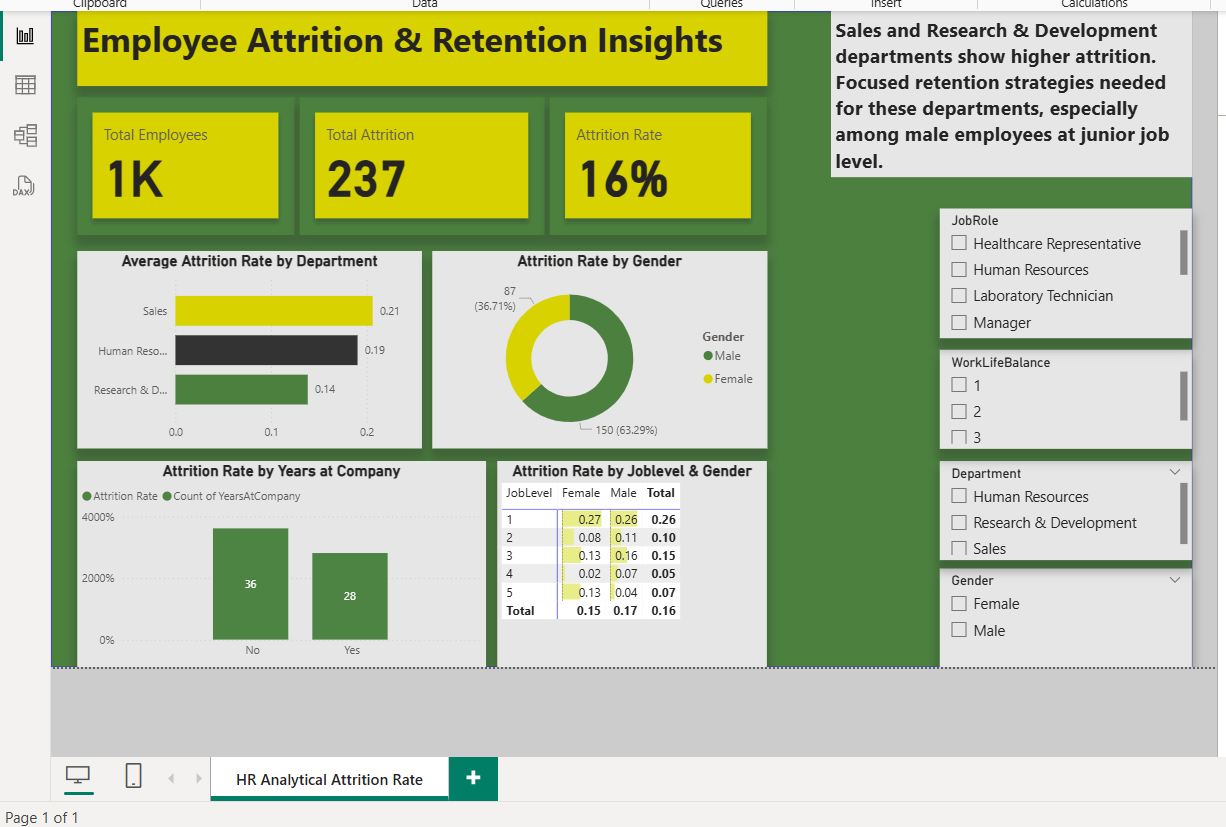 Clipboard Data Queries Insert Calculations
Employee Attrition & Retention Insights
Sales and Research & Development
departments show higher attrition.
Focused retention strategies needed
for these departments, especially
among male employees at junior job
level.
Total Employees
1K
Total Attrition
237
Attrition Rate
16%
Average Attrition Rate by Department
Sales 0.21
Human Reso... 0.19
Research & D... 0.14
0.0 0.1 0.2
Attrition Rate by Gender
87
(36.71%)
150 (63.29%)
Gender
Male
Female
Attrition Rate by Years at Company
Attrition Rate Count of YearsAtCompany
4000%
2000%
0%
36
28
No Yes
Attrition Rate by Joblevel & Gender
JobLevel Female Male Total
1 0.27 0.26 0.26
2 0.08 0.11 0.10
3 0.13 0.16 0.15
4 0.02 0.07 0.05
5 0.13 0.04 0.07
Total 0.15 0.17 0.16
JobRole
Healthcare Representative
Human Resources
Laboratory Technician
Manager
WorkLifeBalance
1
2
3
Department
Human Resources
Research & Development
Sales
Gender
Female
Male
DAX
HR Analytical Attrition Rate +
Page 1 of 1